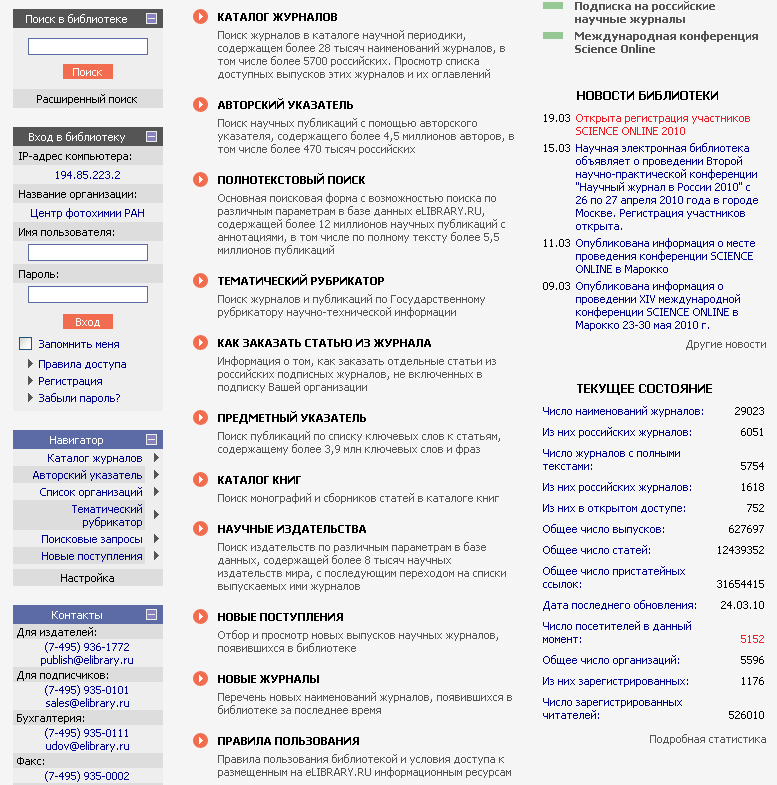 Поиск в библиотеке
Поиск
Расширенный поиск
Вход в библиотеку
IP-адрес компьютера:
194.85.223.2
Название организации:
Центр фотохимии РАН
Имя пользователя:
Пароль:
Вход
Запомнить меня
Правила доступа
Регистрация
Забыли пароль?
Навигатор
Каталог журналов
Авторский указатель
Список организаций
Тематический
рубрикатор
Поисковые запросы
Новые поступления
Настройка
Контакты
Для издателей:
(7-495) 936-1772
publish@elibrary.ru
Для подписчиков:
(7-495) 935-0101
sales@elibrary.ru
Бухгалтерия:
(7-495) 935-0111
udov@elibrary.ru
Факс:
(7-495) 935-0002
КАТАЛОГ ЖУРНАЛОВ
Поиск журналов в каталоге научной периодики,
содержащем более 28 тысяч наименований журналов, в
том числе более 5700 российских. Просмотр списка
доступных выпусков этих журналов и их оглавлений
АВТОРСКИЙ УКАЗАТЕЛЬ
Поиск научных публикаций с помощью авторского
указателя, содержащего более 4,5 миллионов авторов, в
том числе более 470 тысяч российских
ПОЛНОТЕКСТОВЫЙ ПОИСК
Основная поисковая форма с возможностью поиска по
различным параметрам в базе данных eLIBRARY.RU,
содержащей более 12 миллионов научных публикаций с
аннотациями, в том числе по полному тексту более 5,5
миллионов публикаций
ТЕМАТИЧЕСКИЙ РУБРИКАТОР
Поиск журналов и публикаций по Государственному
рубрикатору научно-технической информации
КАК ЗАКАЗАТЬ СТАТЬЮ ИЗ ЖУРНАЛА
Информация о том, как заказать отдельные статьи из
российских подписных журналов, не включенных в
подписку Вашей организации
ПРЕДМЕТНЫЙ УКАЗАТЕЛЬ
Поиск публикаций по списку ключевых слов к статьям,
содержащему более 3,9 млн ключевых слов и фраз
КАТАЛОГ КНИГ
Поиск монографий и сборников статей в каталоге книг
НАУЧНЫЕ ИЗДАТЕЛЬСТВА
Поиск издательств по различным параметрам в базе
данных, содержащей более 8 тысяч научных
издательств мира, с последующим переходом на списки
выпускаемых ими журналов
НОВЫЕ ПОСТУПЛЕНИЯ
Отбор и просмотр новых выпусков научных журналов,
появившихся в библиотеке
НОВЫЕ ЖУРНАЛЫ
Перечень новых наименований журналов, появившихся в
библиотеке за последнее время
ПРАВИЛА ПОЛЬЗОВАНИЯ
Правила пользования библиотекой и условия доступа к
размещенным на eLIBRARY.RU информационным ресурсам
Подписка на российские
научные журналы
Международная конференция
Science Online
НОВОСТИ БИБЛИОТЕКИ
19.03 Открыта регистрация участников
SCIENCE ONLINE 2010
15.03 Научная электронная библиотека
объявляет о проведении Второй
научно-практической конференции
"Научный журнал в России 2010" с
26 по 27 апреля 2010 года в городе
Москве. Регистрация участников
открыта.
11.03 Опубликована информация о месте
проведения конференции SCIENCE
ONLINE в Марокко
09.03 Опубликована информация о
проведении XIV международной
конференции SCIENCE ONLINE в
Марокко 23-30 мая 2010 г.
Другие новости
ТЕКУЩЕЕ СОСТОЯНИЕ
Число наименований журналов: 29023
Из них российских журналов: 6051
Число журналов с полными
текстами: 5754
Из них российских журналов: 1618
Из них в открытом доступе: 752
Общее число выпусков: 627697
Общее число статей: 12439352
Общее число пристатейных
ссылок: 31654415
Дата последнего обновления: 24.03.10
Число посетителей в данный
момент: 5152
Общее число организаций: 5596
Из них зарегистрированных: 1176
Число зарегистрированных
читателей: 526010
Подробная статистика